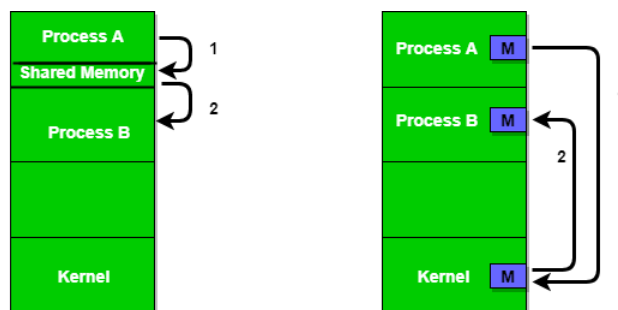 Process A
1
Shared Memory
2
Process B
Kernel
Process A M
Process B M
2
Kernel M